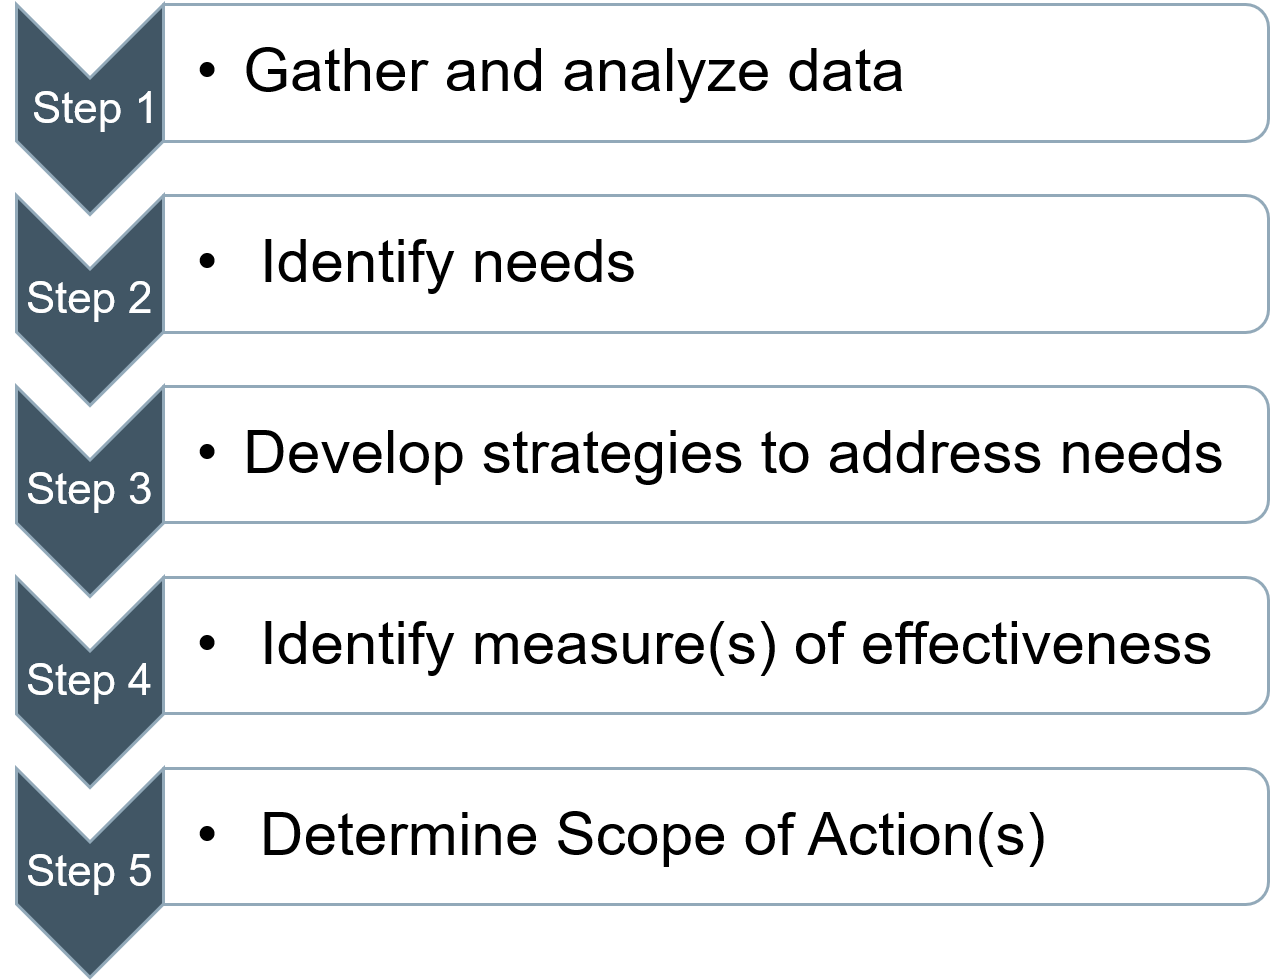 Step 1
• Gather and analyze data
Step 2
• Identify needs
Step 3
• Develop strategies to address needs
Step 4
• Identify measure(s) of effectiveness
Step 5
• Determine Scope of Action(s)